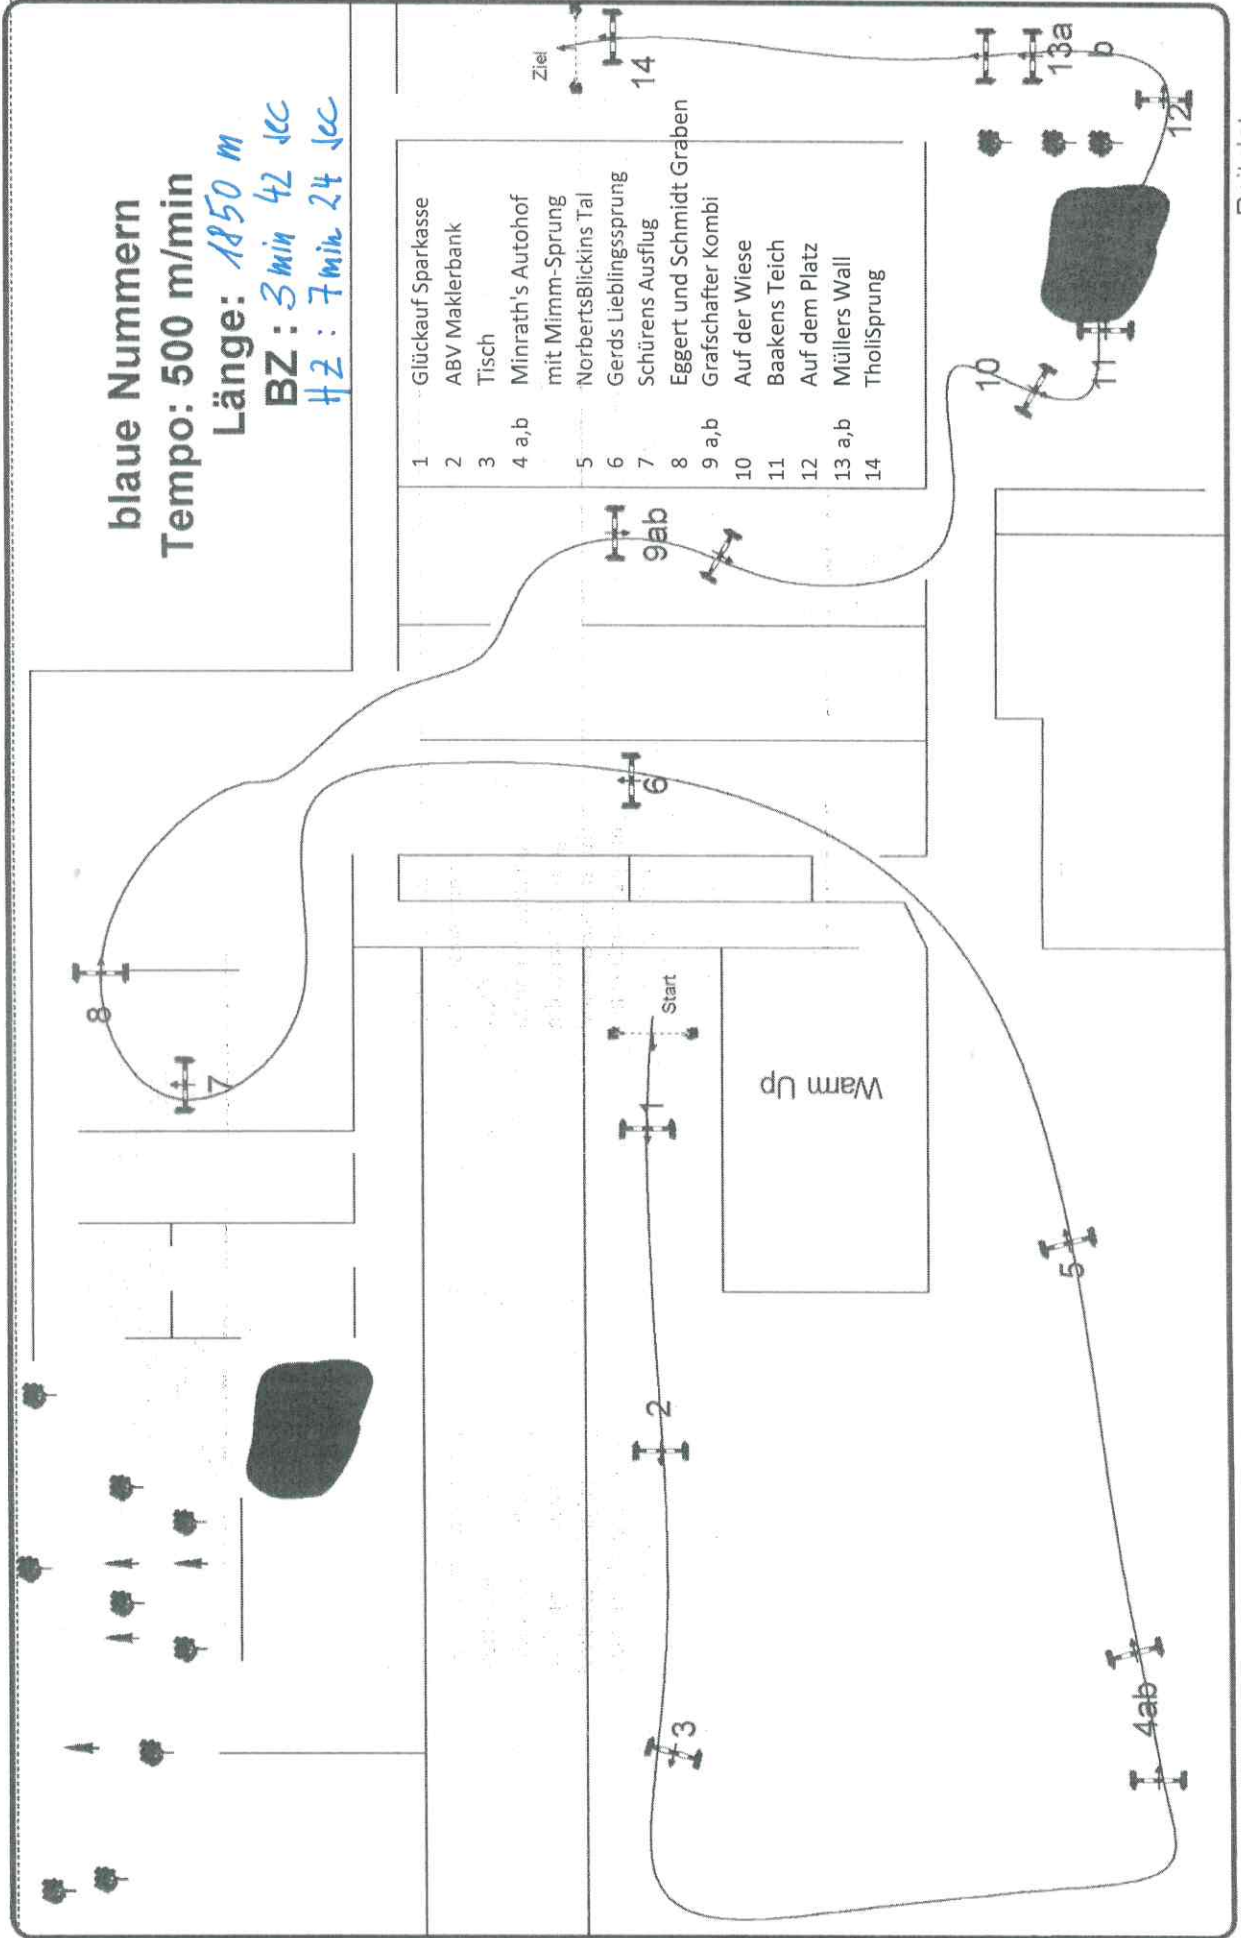 blaue Nummern
Tempo: 500 m/min
Länge: 1850 m
BZ : 3 min 42 sec
HZ : 7 min 24 sec
1 Glückauf Sparkasse
2 ABV Maklerbank
3 Tisch
4 a,b Minrath's Autohof
mit Mimm-Sprung
5 NorbertsBlickins Tal
6 Gerds Lieblingssprung
7 Schürens Ausflug
8 Eggert und Schmidt Graben
9 a,b Grafschafter Kombi
10 Auf der Wiese
11 Baakens Teich
12 Auf dem Platz
13 a,b Müllers Wall
14 TholiSprung
8
7
Ziel
14
13a
b
12
11
10
9ab
6
Start
1
Warm Up
2
3
5
4ab